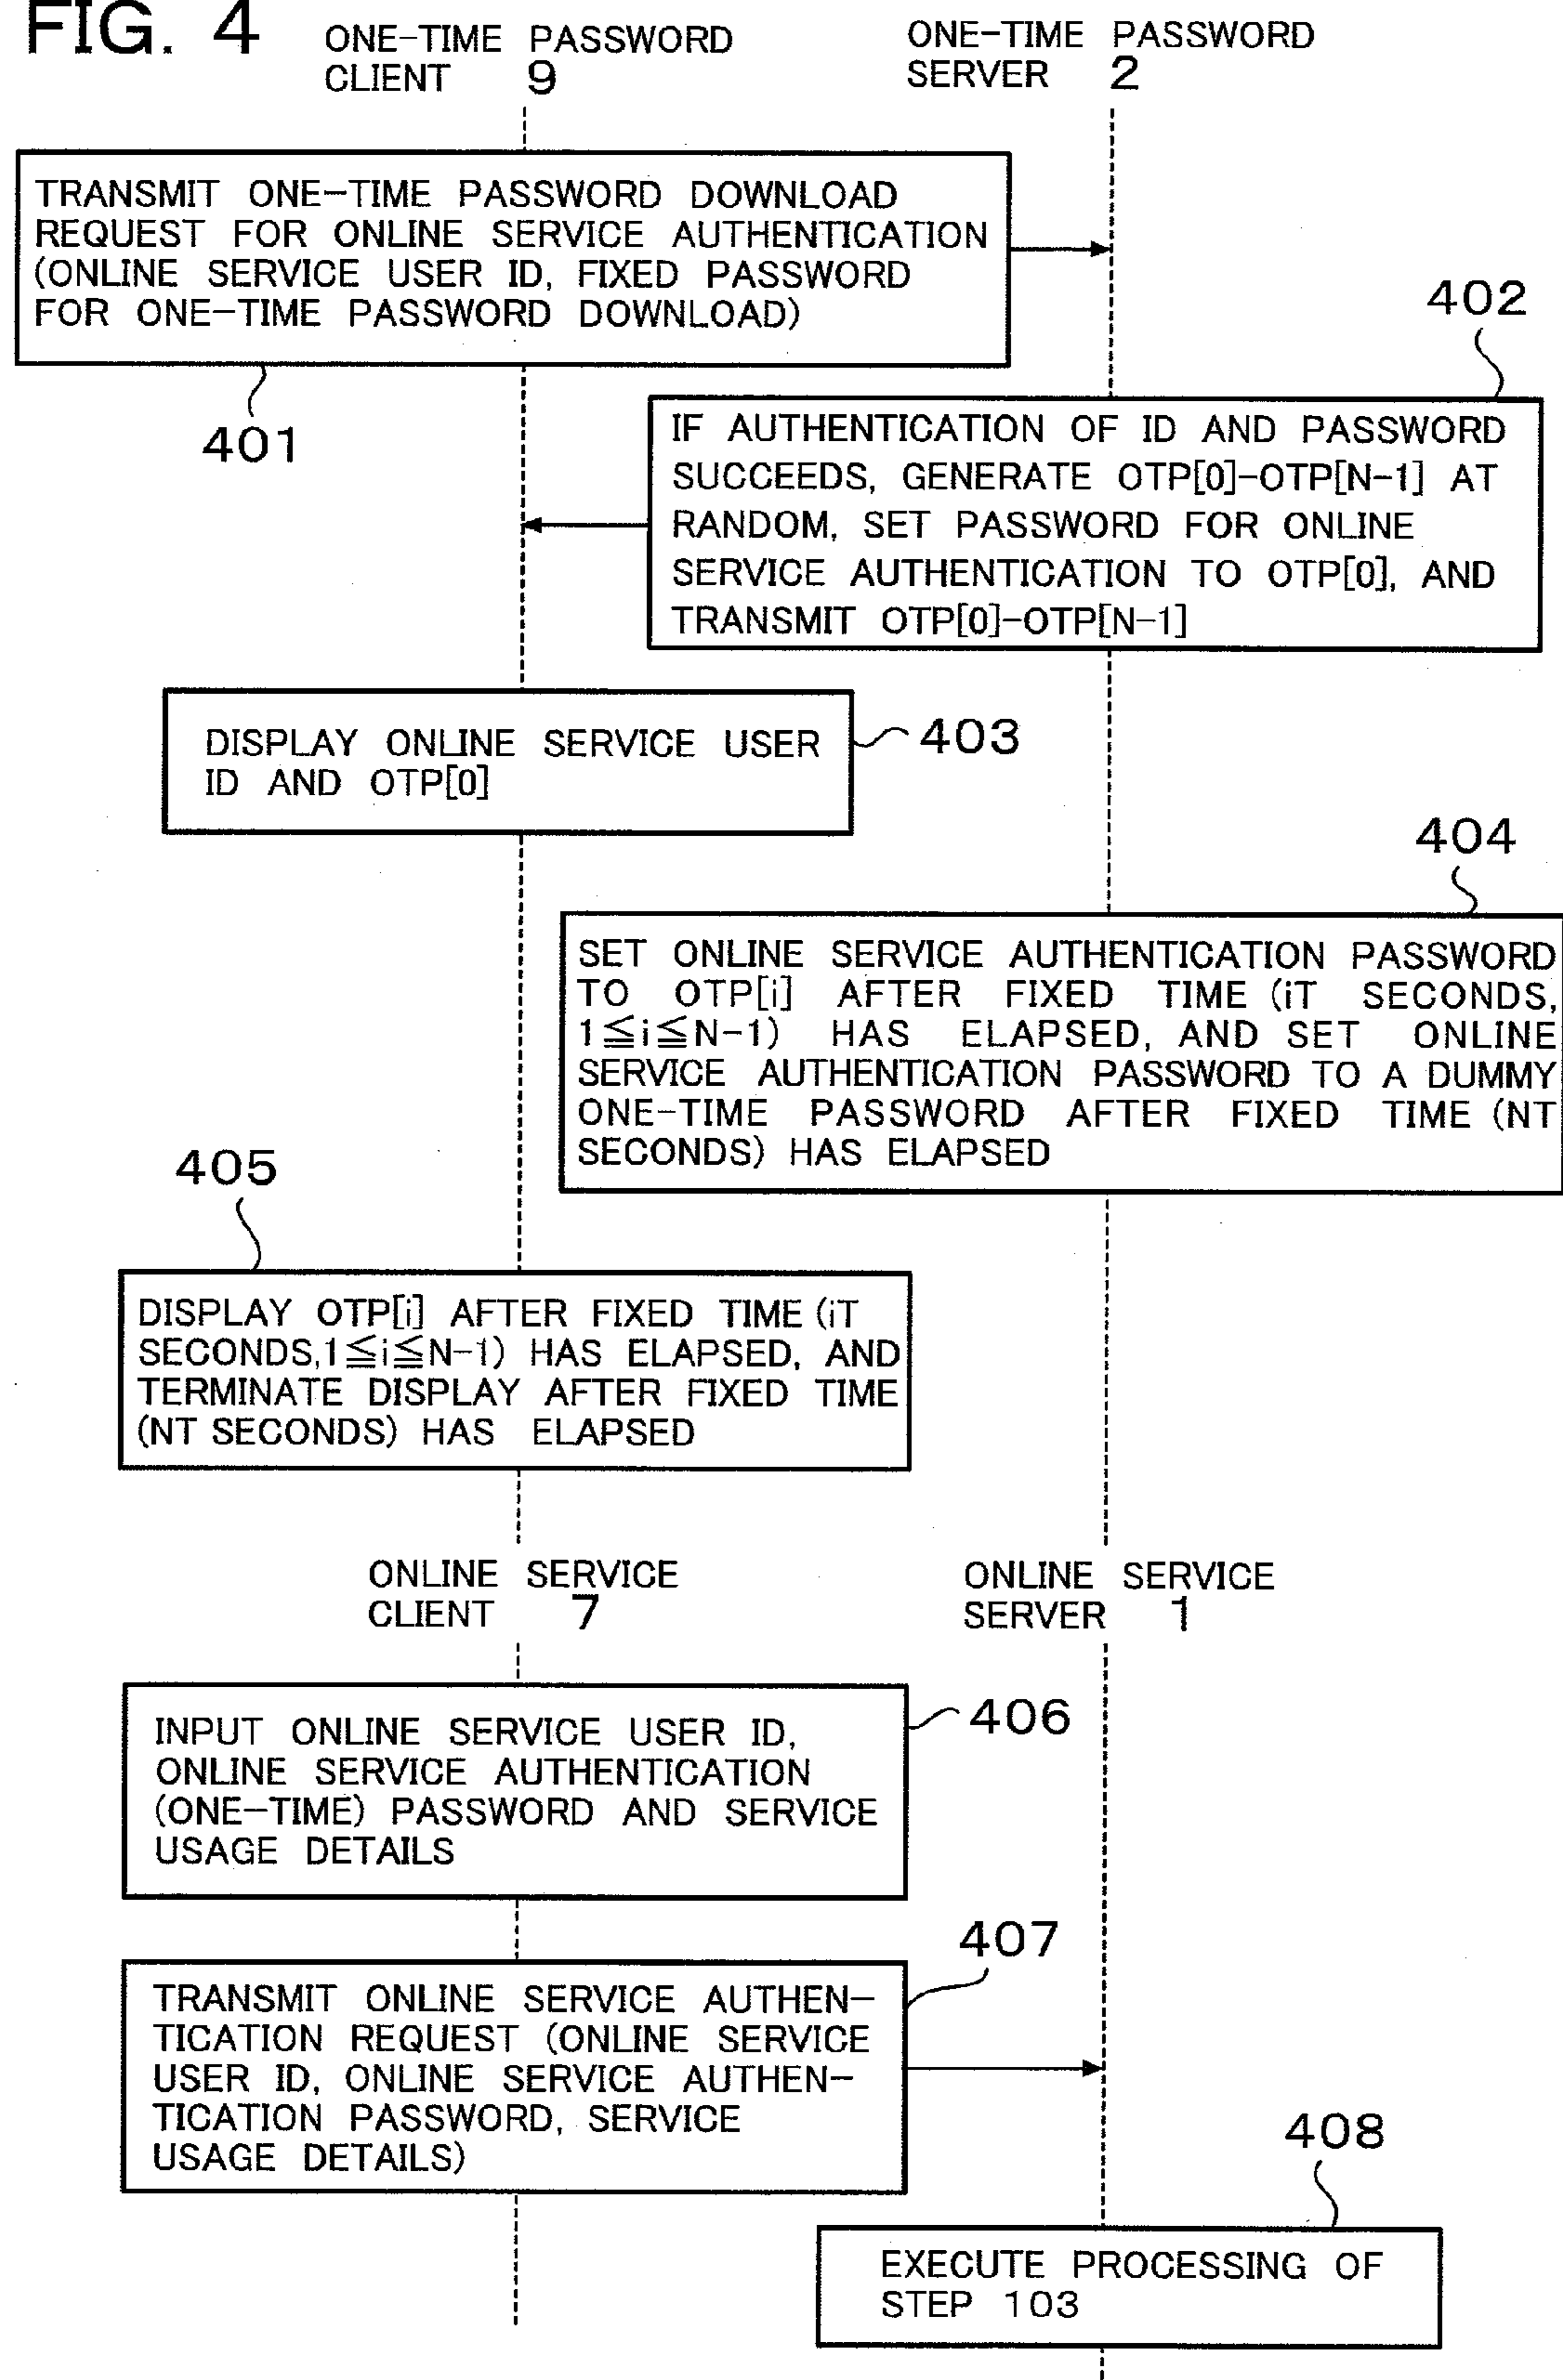 FIG. 4
ONE-TIME PASSWORD
CLIENT 9
ONE-TIME PASSWORD
SERVER 2
TRANSMIT ONE-TIME PASSWORD DOWNLOAD
REQUEST FOR ONLINE SERVICE AUTHENTICATION
(ONLINE SERVICE USER ID, FIXED PASSWORD
FOR ONE-TIME PASSWORD DOWNLOAD)
401
402
IF AUTHENTICATION OF ID AND PASSWORD
SUCCEEDS, GENERATE OTP[0]-OTP[N-1] AT
RANDOM, SET PASSWORD FOR ONLINE
SERVICE AUTHENTICATION TO OTP[0], AND
TRANSMIT OTP[0]-OTP[N-1]
DISPLAY ONLINE SERVICE USER
ID AND OTP[0]
403
404
SET ONLINE SERVICE AUTHENTICATION PASSWORD
TO OTP[i] AFTER FIXED TIME (iT SECONDS,
1≦i≦N-1) HAS ELAPSED, AND SET ONLINE
SERVICE AUTHENTICATION PASSWORD TO A DUMMY
ONE-TIME PASSWORD AFTER FIXED TIME (NT
SECONDS) HAS ELAPSED
405
DISPLAY OTP[i] AFTER FIXED TIME (iT
SECONDS,1≦i≦N-1) HAS ELAPSED, AND
TERMINATE DISPLAY AFTER FIXED TIME
(NT SECONDS) HAS ELAPSED
ONLINE SERVICE
CLIENT 7
ONLINE SERVICE
SERVER 1
INPUT ONLINE SERVICE USER ID,
ONLINE SERVICE AUTHENTICATION
(ONE-TIME) PASSWORD AND SERVICE
USAGE DETAILS
406
407
TRANSMIT ONLINE SERVICE AUTHEN-
TICATION REQUEST (ONLINE SERVICE
USER ID, ONLINE SERVICE AUTHEN-
TICATION PASSWORD, SERVICE
USAGE DETAILS)
408
EXECUTE PROCESSING OF
STEP 103